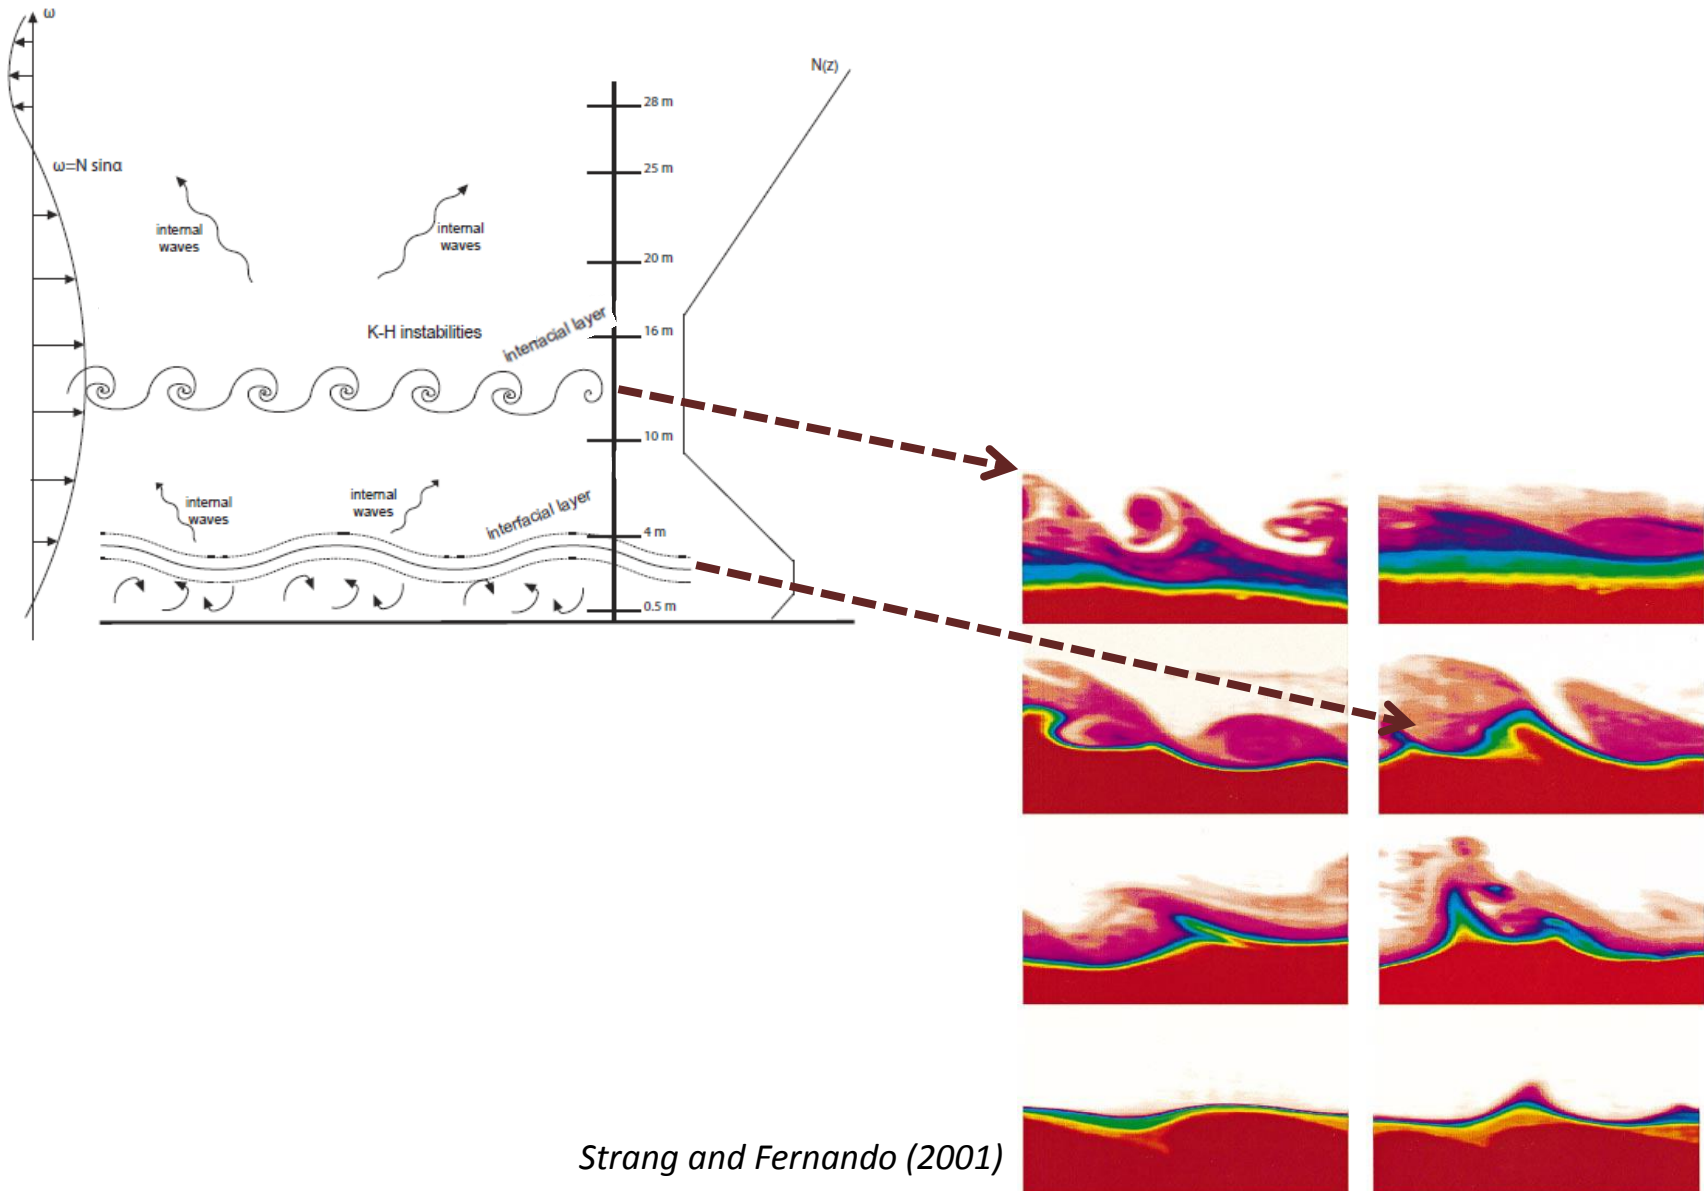 ω
N(z)
28 m
ω=N sinα
25 m
internal
waves
internal
waves
20 m
K-H instabilities
interfacial layer
16 m
10 m
internal
waves
internal
waves
interfacial layer
4 m
0.5 m
Strang and Fernando (2001)